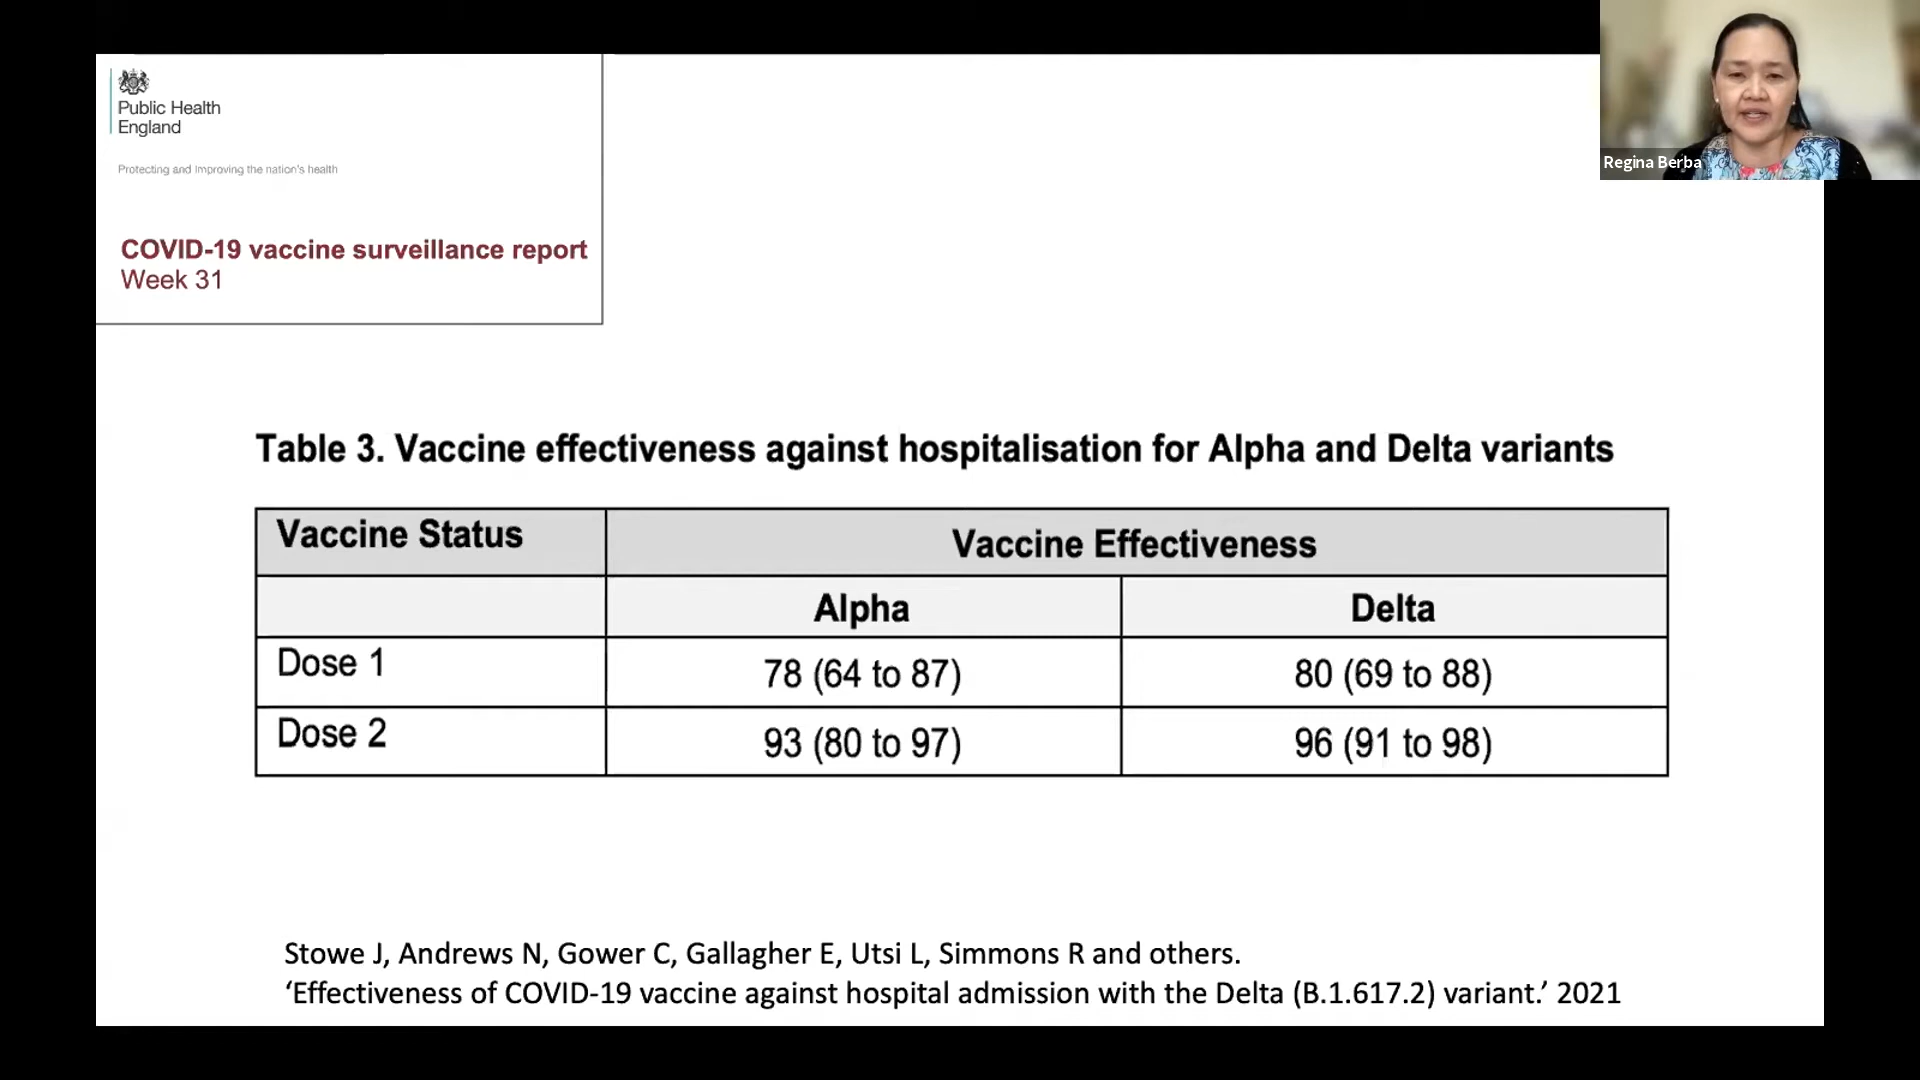 Public Health
England
Protecting and improving the nation's health
COVID-19 vaccine surveillance report
Week 31
Regina Berba
Table 3. Vaccine effectiveness against hospitalisation for Alpha and Delta variants
Vaccine Status Vaccine Effectiveness
Alpha Delta
Dose 1 78 (64 to 87) 80 (69 to 88)
Dose 2 93 (80 to 97) 96 (91 to 98)
Stowe J, Andrews N, Gower C, Gallagher E, Utsi L, Simmons R and others.
‘Effectiveness of COVID-19 vaccine against hospital admission with the Delta (B.1.617.2) variant.’ 2021